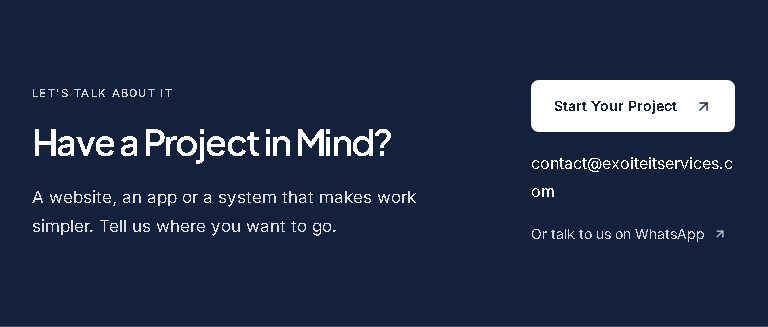 LET'S TALK ABOUT IT
Have a Project in Mind?
A website, an app or a system that makes work
simpler. Tell us where you want to go.
Start Your Project
contact@exoiteitservices.c
om
Or talk to us on WhatsApp